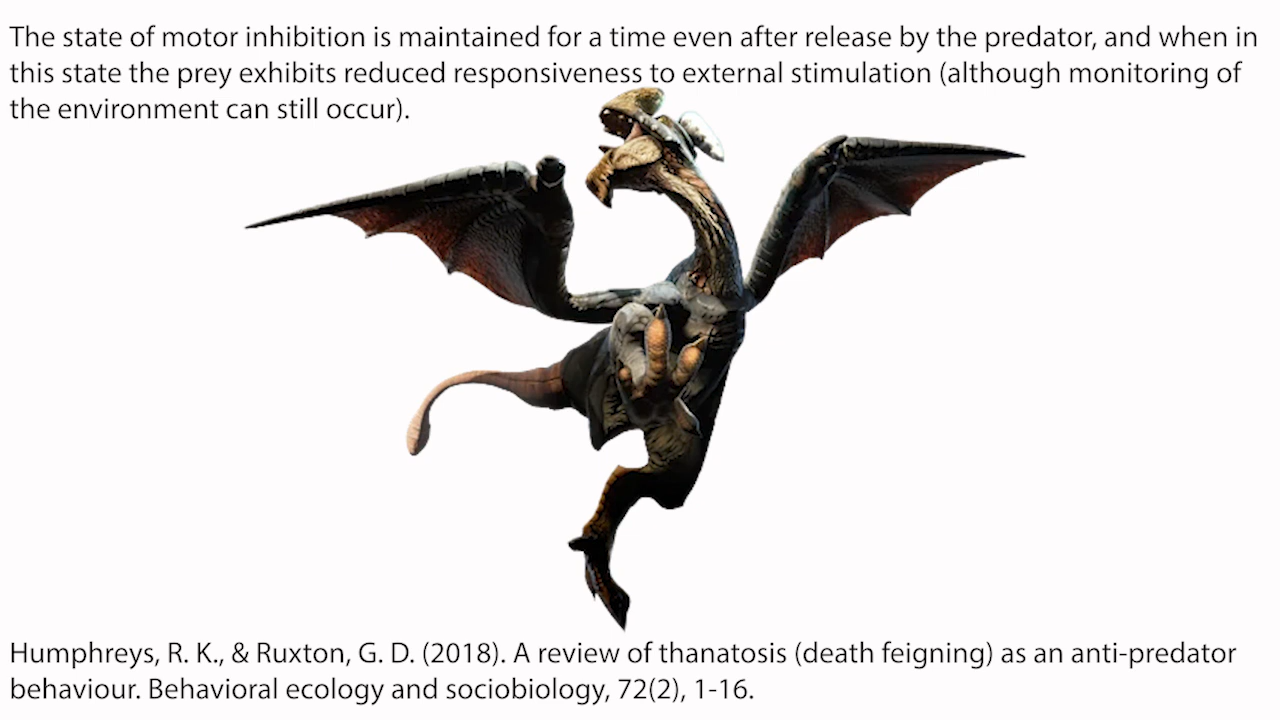 The state of motor inhibition is maintained for a time even after release by the predator, and when in
this state the prey exhibits reduced responsiveness to external stimulation (although monitoring of
the environment can still occur).
Humphreys, R. K., & Ruxton, G. D. (2018). A review of thanatosis (death feigning) as an anti-predator
behaviour. Behavioral ecology and sociobiology, 72(2), 1-16.